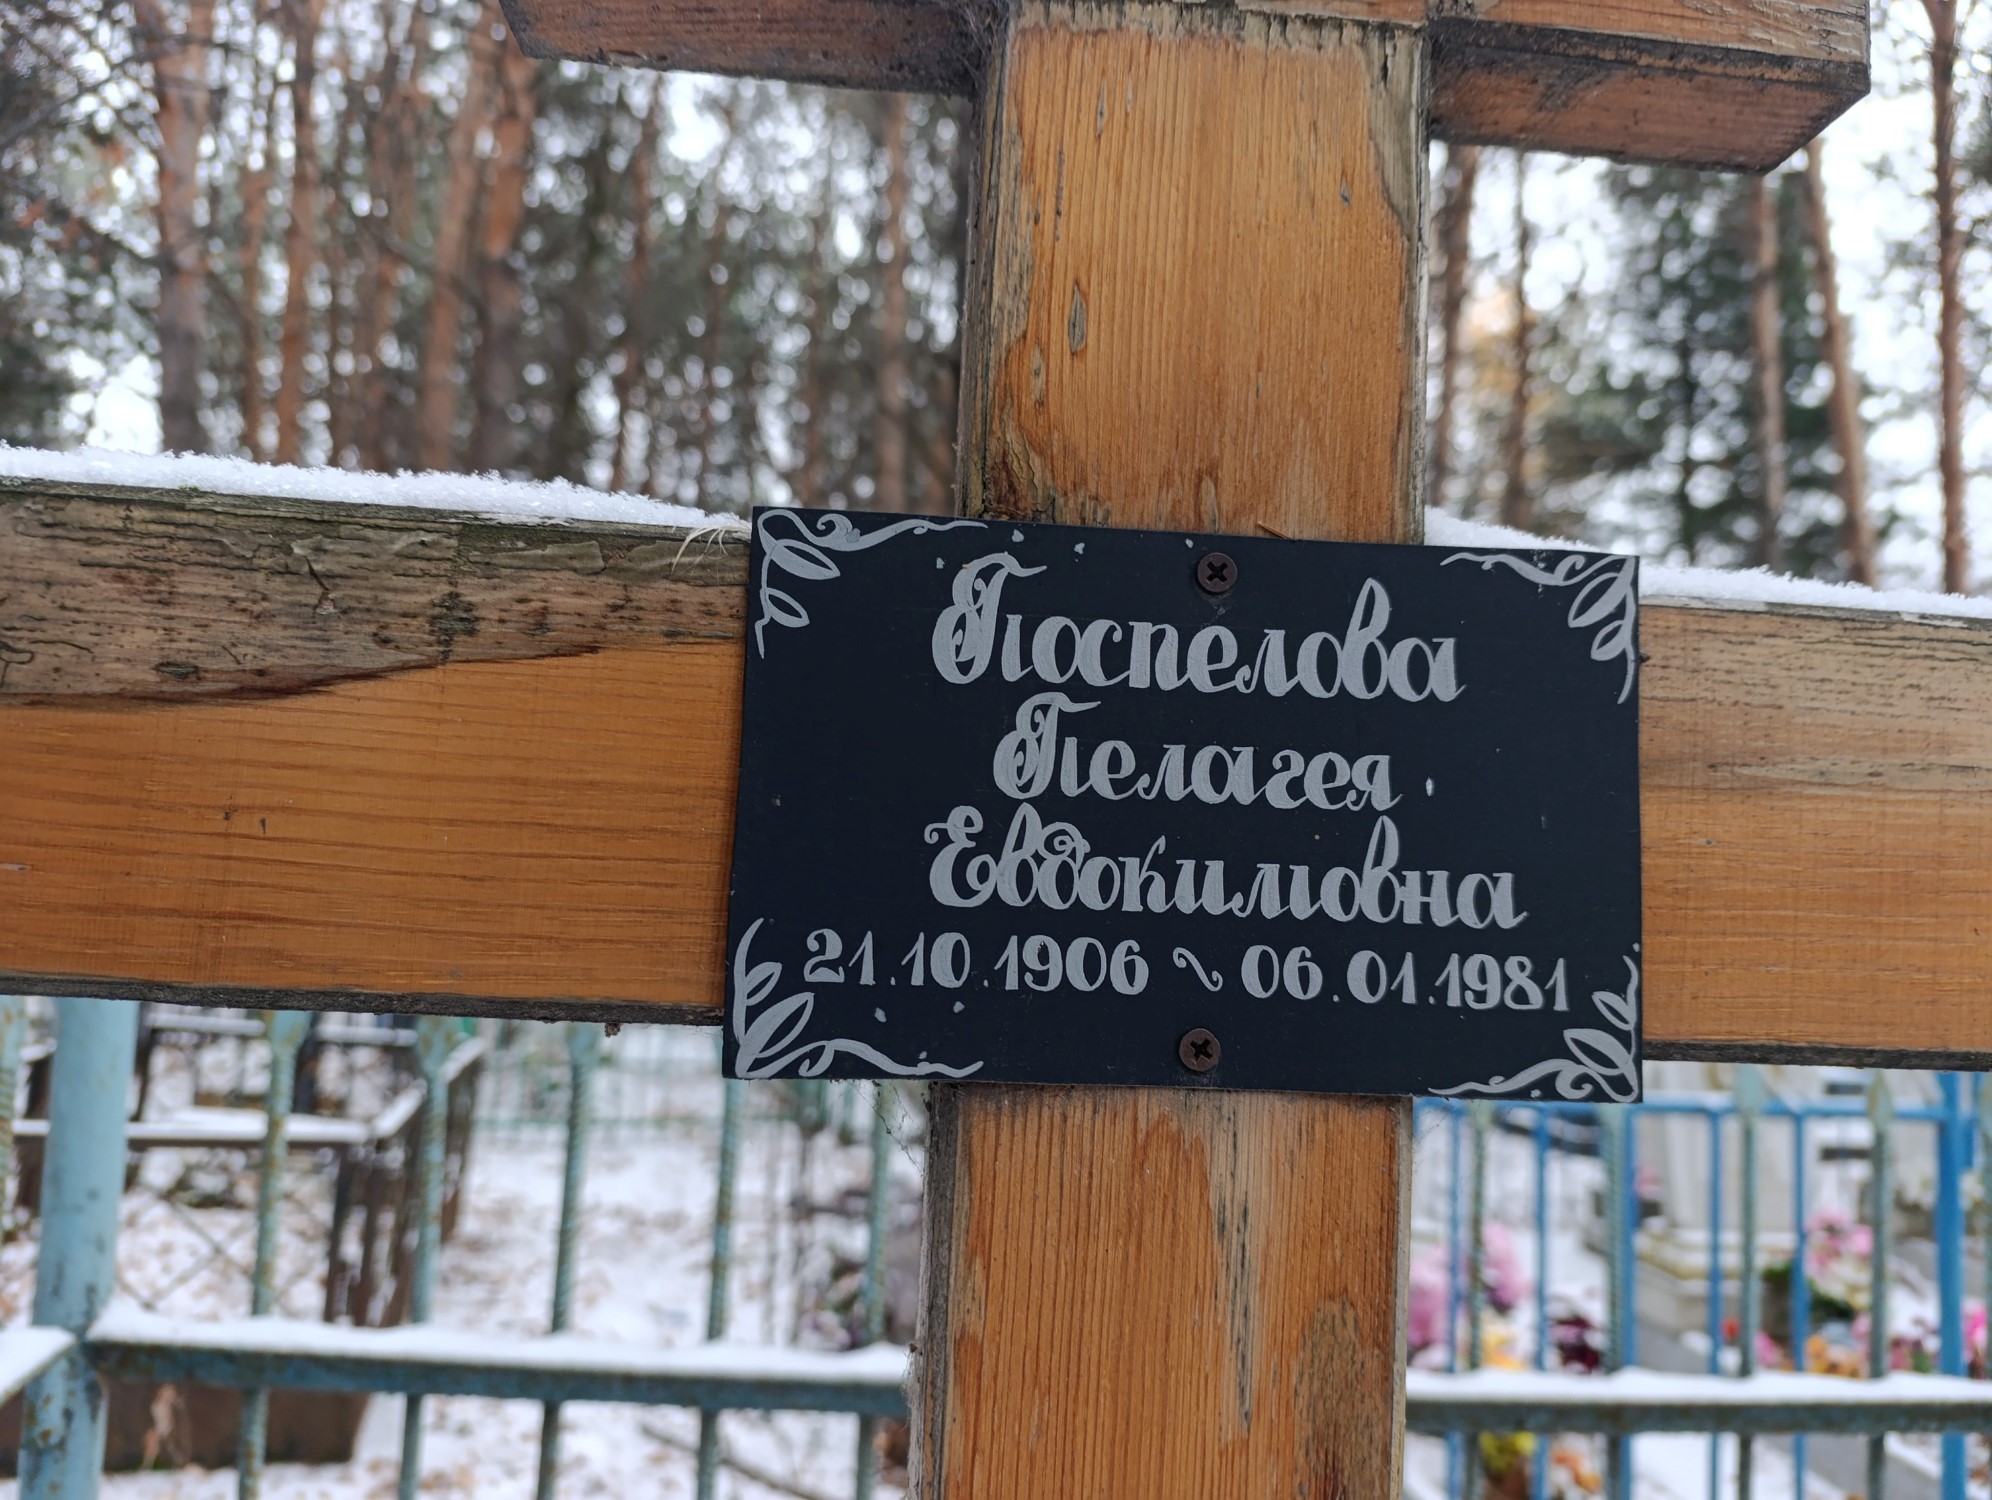 Поспелова
Пелагея
Евдокимовна
21.10.1906 ~ 06.01.1981